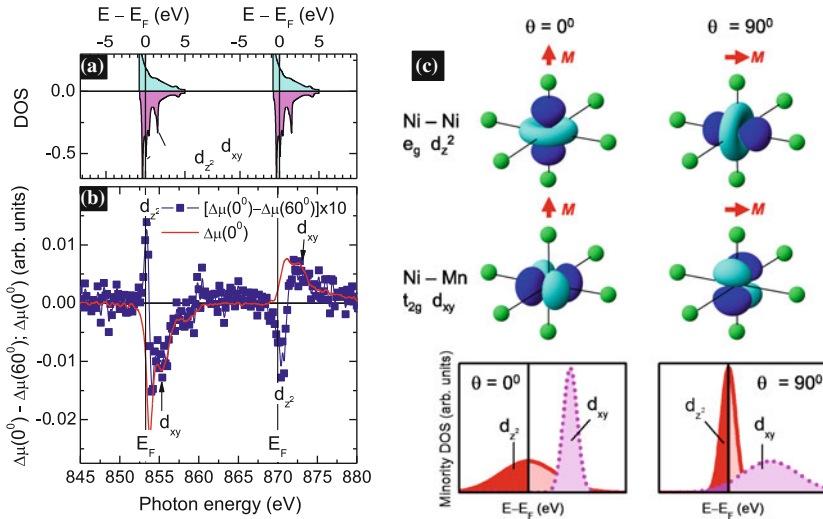 E − E_F (eV) E − E_F (eV)
-5 0 5 -5 0 5
(a)
DOS
0.0
-0.5
d_z² d_xy
(b)
Δμ(0⁰) − Δμ(60⁰); Δμ(0⁰) (arb. units)
0.01
0.00
-0.01
-0.02
d_z²
[Δμ(0⁰)−Δμ(60⁰)]x10
Δμ(0⁰)
d_xy
d_xy
d_z²
E_F E_F
845 850 855 860 865 870 875 880
Photon energy (eV)
(c)
θ = 0⁰ θ = 90⁰
M M
Ni – Ni
e_g d_z²
M M
Ni – Mn
t_2g d_xy
Minority DOS (arb. units)
θ = 0⁰
d_z²
d_xy
E−E_F (eV)
θ = 90⁰
d_z²
d_xy
E−E_F (eV)